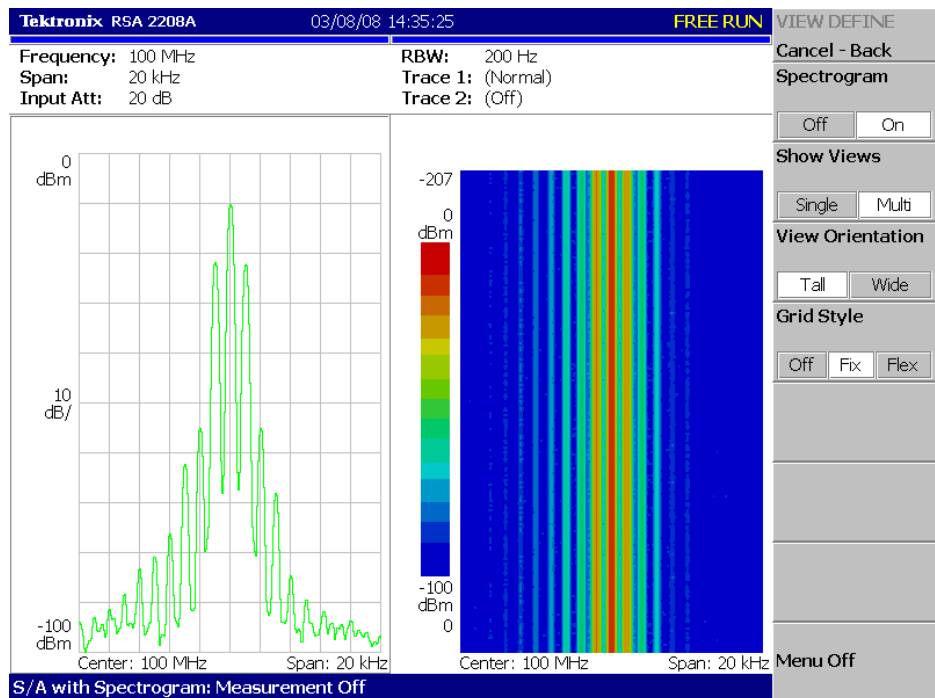 Tektronix RSA 2208A 03/08/08 14:35:25 FREE RUN
Frequency: 100 MHz
Span: 20 kHz
Input Att: 20 dB
RBW: 200 Hz
Trace 1: (Normal)
Trace 2: (Off)
0
dBm
10
dB/
-100
dBm
Center: 100 MHz Span: 20 kHz
-207
0
dBm
-100
dBm
0
Center: 100 MHz Span: 20 kHz
S/A with Spectrogram: Measurement Off
VIEW DEFINE
Cancel - Back
Spectrogram
Off On
Show Views
Single Multi
View Orientation
Tall Wide
Grid Style
Off Fix Flex
Menu Off